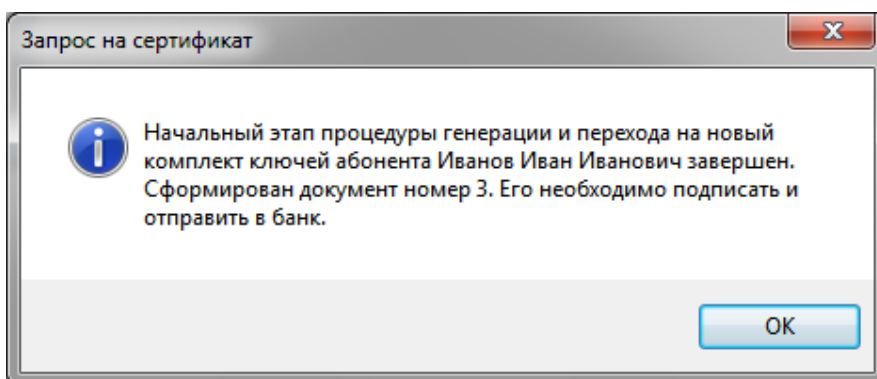 Запрос на сертификат
Начальный этап процедуры генерации и перехода на новый
комплект ключей абонента Иванов Иван Иванович завершен.
Сформирован документ номер 3. Его необходимо подписать и
отправить в банк.
ОК